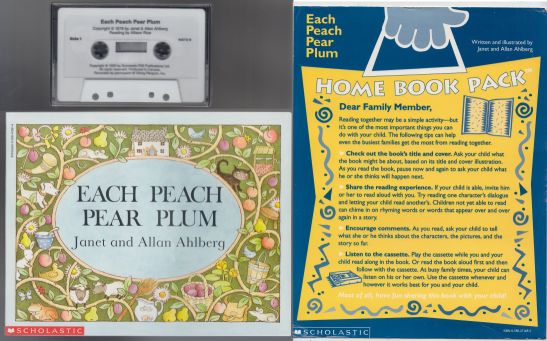 Each Peach Pear Plum
Copyright © 1978 by Janet & Allan Ahlberg
Reading by Allison Rice
Side 1
EACH PEACH
PEAR PLUM
Janet and Allan Ahlberg
SCHOLASTIC
Each
Peach
Pear
Plum
Written and illustrated by
Janet and Allan Ahlberg
HOME BOOK PACK™
Dear Family Member,
Reading together may be a simple activity—but
it's one of the most important things you can
do with your child. The following tips can help
even the busiest families get the most from reading together.
Check out the book's title and cover. Ask your child what
the book might be about, based on its title and cover illustration.
As you read the book, pause now and again to ask your child what
he or she thinks will happen next.
Share the reading experience. If your child is able, invite him
or her to read aloud with you. Try reading one character's dialogue
and letting your child read another's. Children not yet able to read
can chime in on rhyming words or words that appear over and over
again in a story.
Encourage comments. As you read, ask your child to tell
what she or he thinks about the characters, the pictures, and the
story so far.
Listen to the cassette. Play the cassette while you and your
child read along in the book. Or read the book aloud first and then
follow with the cassette. At busy family times, your child can
listen on his or her own. Use the cassette whenever and
however it works best for you and your child.
Most of all, have fun sharing this book with your child!
SCHOLASTIC